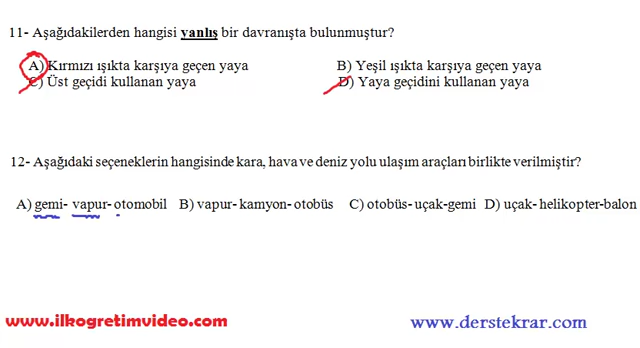 11- Aşağıdakilerden hangisi yanlış bir davranışta bulunmuştur?
A) Kırmızı ışıkta karşıya geçen yaya B) Yeşil ışıkta karşıya geçen yaya
C) Üst geçidi kullanan yaya D) Yaya geçidini kullanan yaya
12- Aşağıdaki seçeneklerin hangisinde kara, hava ve deniz yolu ulaşım araçları birlikte verilmiştir?
A) gemi- vapur- otomobil B) vapur- kamyon- otobüs C) otobüs- uçak-gemi D) uçak- helikopter-balon
www.ilkogretimvideo.com www.derstekrar.com